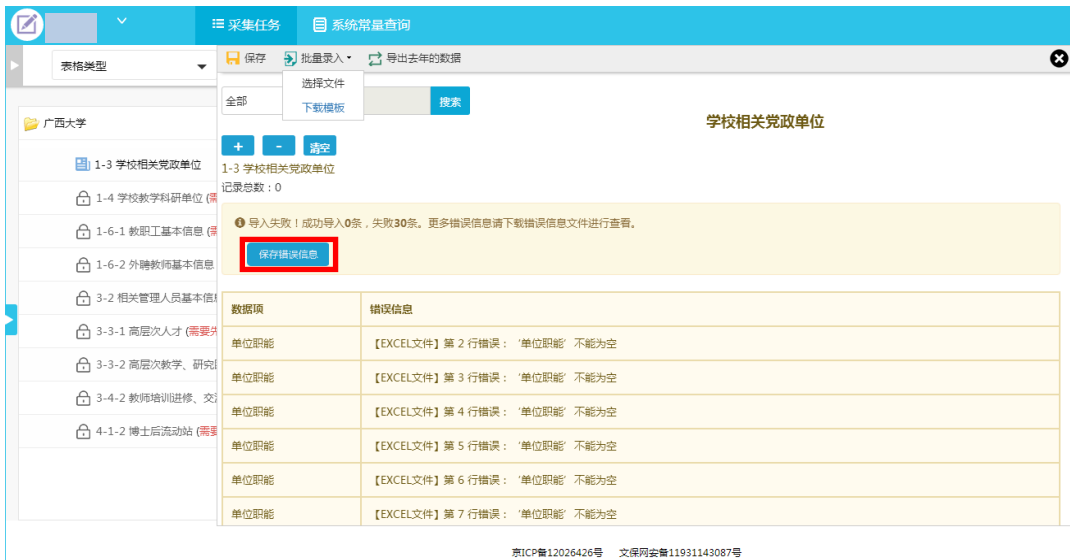 采集任务 系统常量查询
表格类型
保存 批量录入 导出去年的数据
选择文件
下载模板
全部 搜索
学校相关党政单位
广西大学
+ - 清空
1-3 学校相关党政单位
1-3 学校相关党政单位
记录总数：0
1-4 学校教学科研单位 (需
1-6-1 教职工基本信息 (需
1-6-2 外聘教师基本信息
3-2 相关管理人员基本信息
3-3-1 高层次人才 (需要先
3-3-2 高层次教学、研究
3-4-2 教师培训进修、交
4-1-2 博士后流动站 (需要
导入失败！成功导入0条，失败30条。更多错误信息请下载错误信息文件进行查看。
保存错误信息
数据项 错误信息
单位职能 【EXCEL文件】第 2 行错误： ‘单位职能’ 不能为空
单位职能 【EXCEL文件】第 3 行错误： ‘单位职能’ 不能为空
单位职能 【EXCEL文件】第 4 行错误： ‘单位职能’ 不能为空
单位职能 【EXCEL文件】第 5 行错误： ‘单位职能’ 不能为空
单位职能 【EXCEL文件】第 6 行错误： ‘单位职能’ 不能为空
单位职能 【EXCEL文件】第 7 行错误： ‘单位职能’ 不能为空
京ICP备12026426号 文保网安备11931143087号